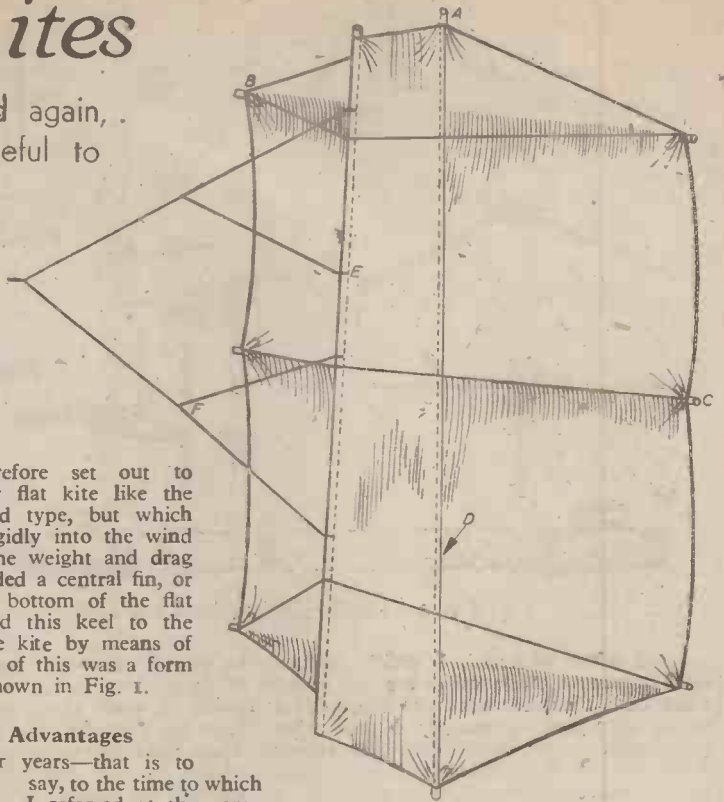 ites
d again, .
eful to
A
B
E
C
F
D
refore set out to
flat kite like the
d type, but which
igidly into the wind
he weight and drag
ded a central fin, or
bottom of the flat
d this keel to the
e kite by means of
of this was a form
hown in Fig. 1.
Advantages
r years—that is to
say, to the time to which